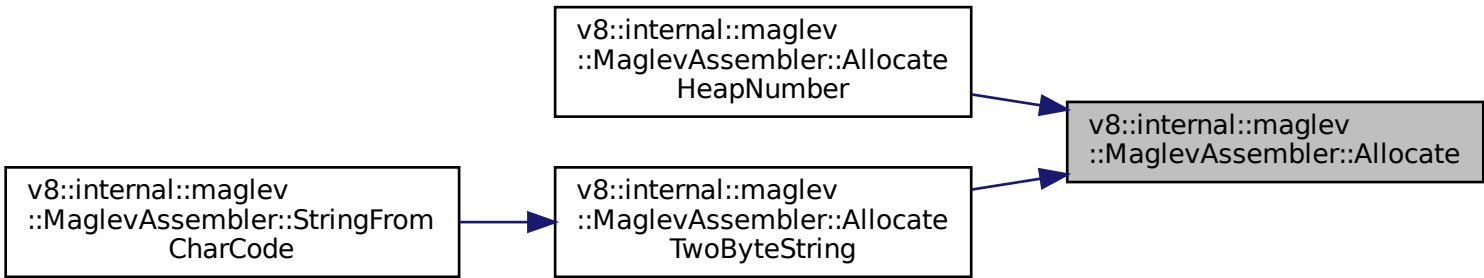 v8::internal::maglev
::MaglevAssembler::Allocate
HeapNumber
v8::internal::maglev
::MaglevAssembler::Allocate
v8::internal::maglev
::MaglevAssembler::StringFrom
CharCode
v8::internal::maglev
::MaglevAssembler::Allocate
TwoByteString